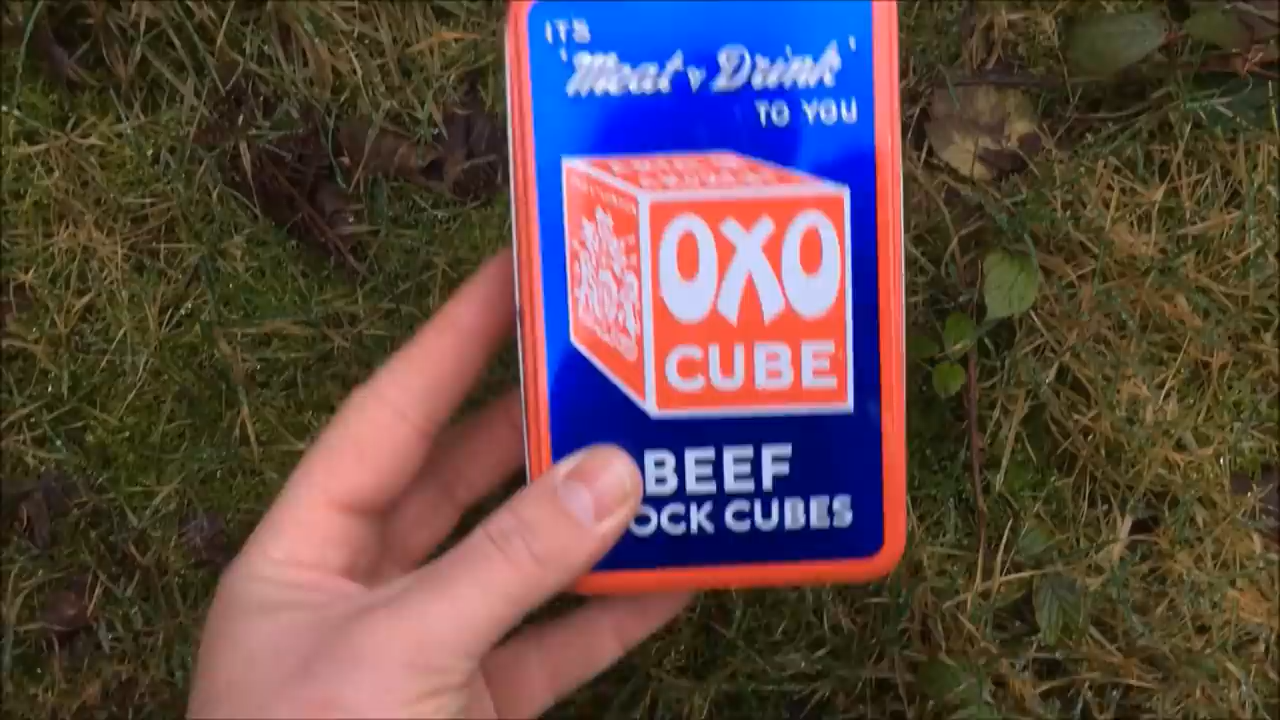 ITS
'Meat & Drink'
TO YOU
OXO
CUBE
BEEF
OCK CUBES